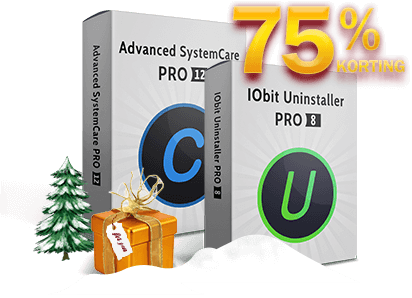 75%
KORTING
Advanced SystemCare
PRO 12
C
Advanced SystemCare PRO 12
IObit Uninstaller
PRO 8
U
IObit Uninstaller PRO 8